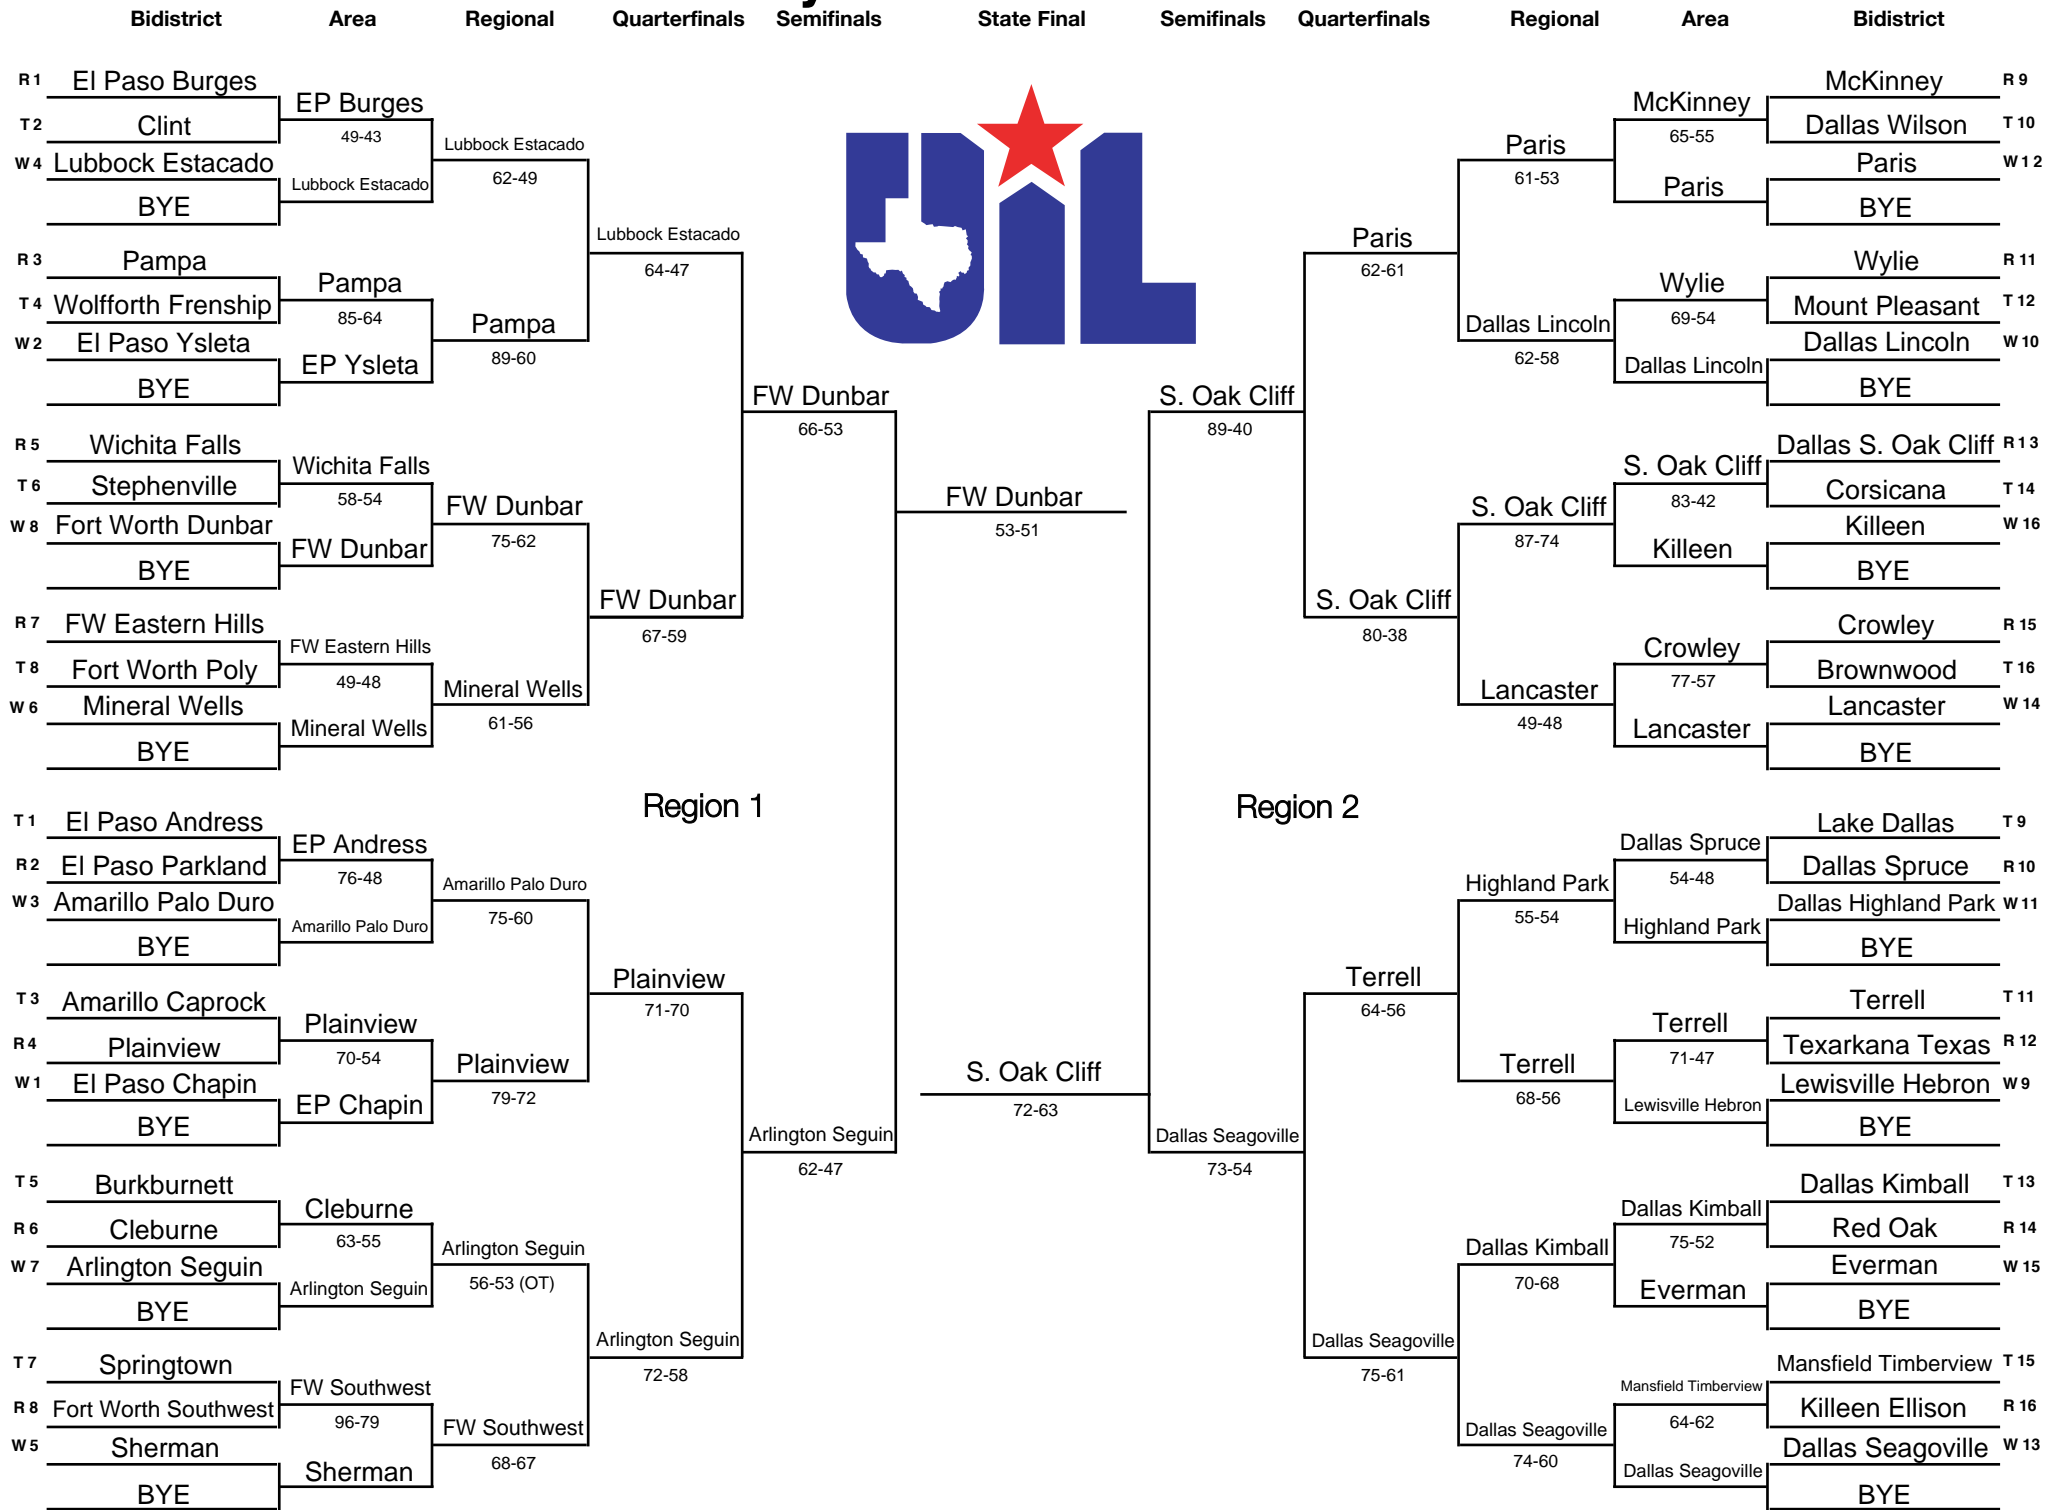 y
Bidistrict Area Regional Quarterfinals Semifinals State Final Semifinals Quarterfinals Regional Area Bidistrict
R 1 El Paso Burges
EP Burges
49-43
T 2 Clint
W 4 Lubbock Estacado
Lubbock Estacado
BYE
Lubbock Estacado
62-49
R 3 Pampa
Pampa
85-64
T 4 Wolfforth Frenship
W 2 El Paso Ysleta
EP Ysleta
BYE
Pampa
89-60
Lubbock Estacado
64-47
R 5 Wichita Falls
Wichita Falls
58-54
T 6 Stephenville
W 8 Fort Worth Dunbar
FW Dunbar
BYE
FW Dunbar
75-62
R 7 FW Eastern Hills
FW Eastern Hills
49-48
T 8 Fort Worth Poly
W 6 Mineral Wells
Mineral Wells
BYE
Mineral Wells
61-56
FW Dunbar
67-59
FW Dunbar
66-53
Region 1
T 1 El Paso Andress
EP Andress
76-48
R 2 El Paso Parkland
W 3 Amarillo Palo Duro
Amarillo Palo Duro
BYE
Amarillo Palo Duro
75-60
T 3 Amarillo Caprock
Plainview
70-54
R 4 Plainview
W 1 El Paso Chapin
EP Chapin
BYE
Plainview
79-72
Plainview
71-70
T 5 Burkburnett
Cleburne
63-55
R 6 Cleburne
W 7 Arlington Seguin
Arlington Seguin
BYE
Arlington Seguin
56-53 (OT)
T 7 Springtown
FW Southwest
96-79
R 8 Fort Worth Southwest
W 5 Sherman
Sherman
BYE
FW Southwest
68-67
Arlington Seguin
72-58
Arlington Seguin
62-47
UIL
FW Dunbar
53-51
S. Oak Cliff
72-63
McKinney R 9
McKinney
65-55
Dallas Wilson T 10
Paris W 1 2
Paris
BYE
Paris
61-53
Wylie R 11
Wylie
69-54
Mount Pleasant T 12
Dallas Lincoln W 10
Dallas Lincoln
BYE
Dallas Lincoln
62-58
Paris
62-61
Dallas S. Oak Cliff R 1 3
S. Oak Cliff
83-42
Corsicana T 14
Killeen W 16
Killeen
BYE
S. Oak Cliff
87-74
Crowley R 15
Crowley
77-57
Brownwood T 16
Lancaster W 14
Lancaster
BYE
Lancaster
49-48
S. Oak Cliff
80-38
S. Oak Cliff
89-40
Region 2
Lake Dallas T 9
Dallas Spruce
54-48
Dallas Spruce R 10
Dallas Highland Park W 11
Highland Park
BYE
Highland Park
55-54
Terrell T 11
Terrell
71-47
Texarkana Texas R 12
Lewisville Hebron W 9
Lewisville Hebron
BYE
Terrell
68-56
Terrell
64-56
Dallas Kimball T 13
Dallas Kimball
75-52
Red Oak R 14
Everman W 15
Everman
BYE
Dallas Kimball
70-68
Mansfield Timberview T 15
Mansfield Timberview
64-62
Killeen Ellison R 16
Dallas Seagoville W 13
Dallas Seagoville
BYE
Dallas Seagoville
74-60
Dallas Seagoville
75-61
Dallas Seagoville
73-54